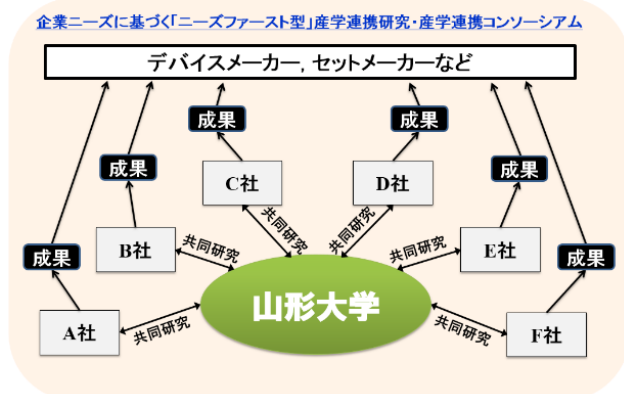 企業ニーズに基づく「ニーズファースト型」産学連携研究・産学連携コンソーシアム
デバイスメーカー, セットメーカーなど
成果
成果
成果
成果
成果
成果
C社
D社
B社
E社
A社
F社
共同研究
共同研究
共同研究
共同研究
共同研究
共同研究
山形大学